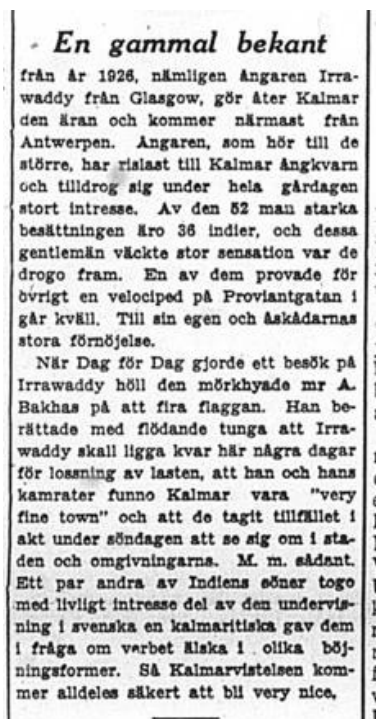 En gammal bekant
från år 1926, nämligen ångaren Irra-
waddy från Glasgow, gör åter Kalmar
den äran och kommer närmast från
Antwerpen. Ångaren, som hör till de
större, har rislast till Kalmar ångkvarn
och tilldrog sig under hela gårdagen
stort intresse. Av den 52 man starka
besättningen äro 36 indier, och dessa
gentlemän väckte stor sensation var de
drogo fram. En av dem provade för
övrigt en velociped på Proviantgatan i
går kväll. Till sin egen och åskådarnas
stora förnöjelse.
När Dag för Dag gjorde ett besök på
Irrawaddy höll den mörkhyade mr A.
Bakhas på att fira flaggan. Han be-
rättade med flödande tunga att Irra-
waddy skall ligga kvar här några dagar
för lossning av lasten, att han och hans
kamrater funno Kalmar vara "very
fine town" och att de tagit tillfället i
akt under söndagen att se sig om i sta-
den och omgivningarna. M. m. sådant.
Ett par andra av Indiens söner togo
med livligt intresse del av den undervis-
ning i svenska en kalmaritiska gav dem
i fråga om verbet älska i olika böj-
ningsformer. Så Kalmarvistelsen kom-
mer alldeles säkert att bli very nice.